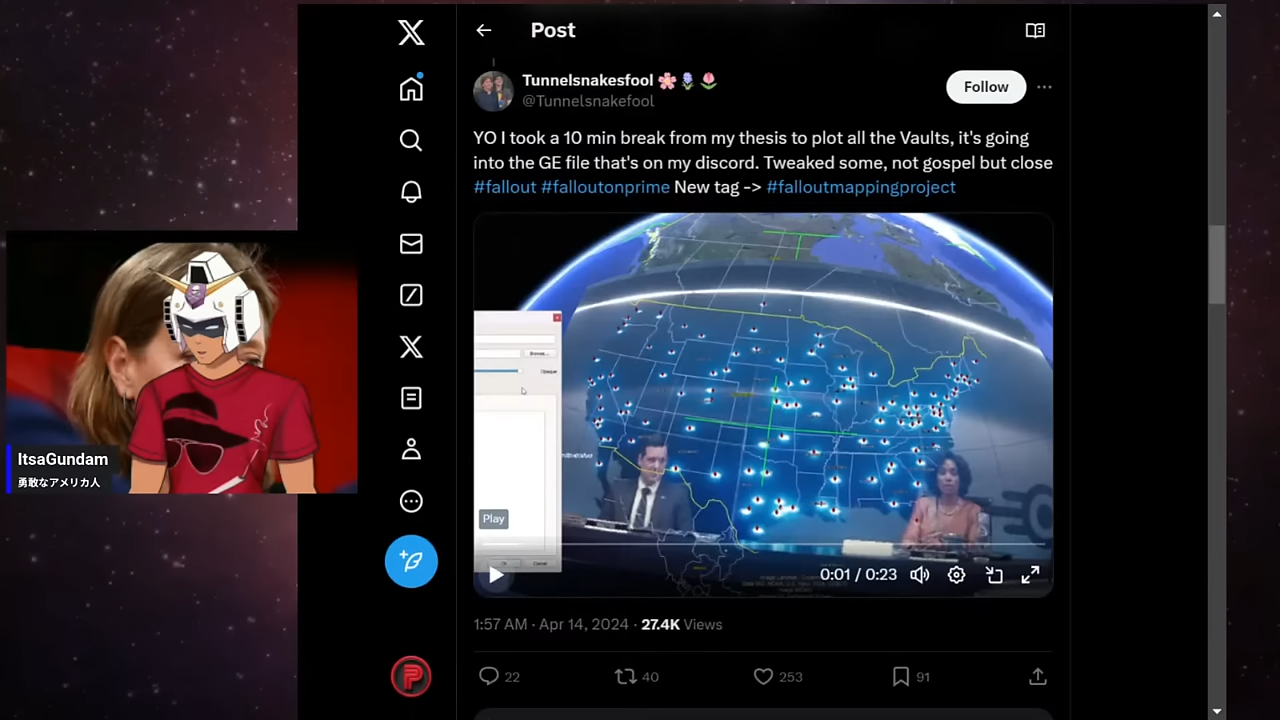 Post
Tunnelsnakesfool
@Tunnelsnakefool
Follow
YO I took a 10 min break from my thesis to plot all the Vaults, it's going
into the GE file that's on my discord. Tweaked some, not gospel but close
#fallout #falloutonprime New tag -> #falloutmappingproject
Browse...
Opaque
ItsaGundam
勇敢なアメリカ人
Play
Cancel
0:01 / 0:23
1:57 AM · Apr 14, 2024 · 27.4K Views
22
40
253
91